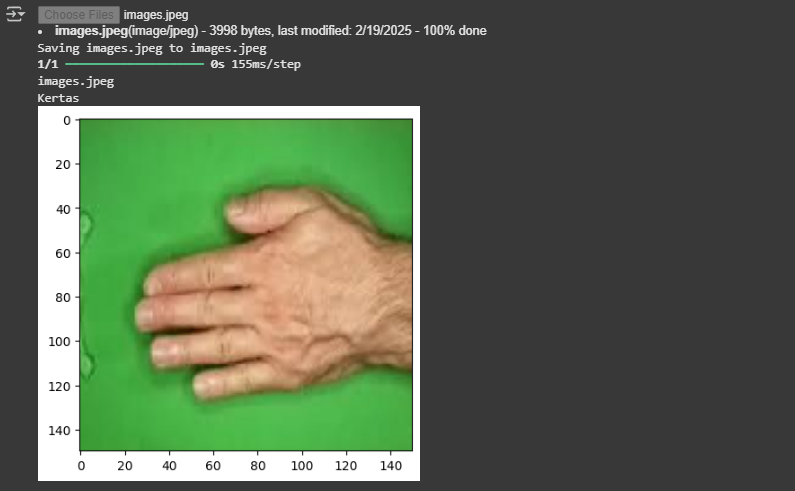 Choose Files images.jpeg
• images.jpeg(image/jpeg) - 3998 bytes, last modified: 2/19/2025 - 100% done
Saving images.jpeg to images.jpeg
1/1 ━━━━━━━━━━━━━━━━━━━━ 0s 155ms/step
images.jpeg
Kertas
0
20
40
60
80
100
120
140
0 20 40 60 80 100 120 140